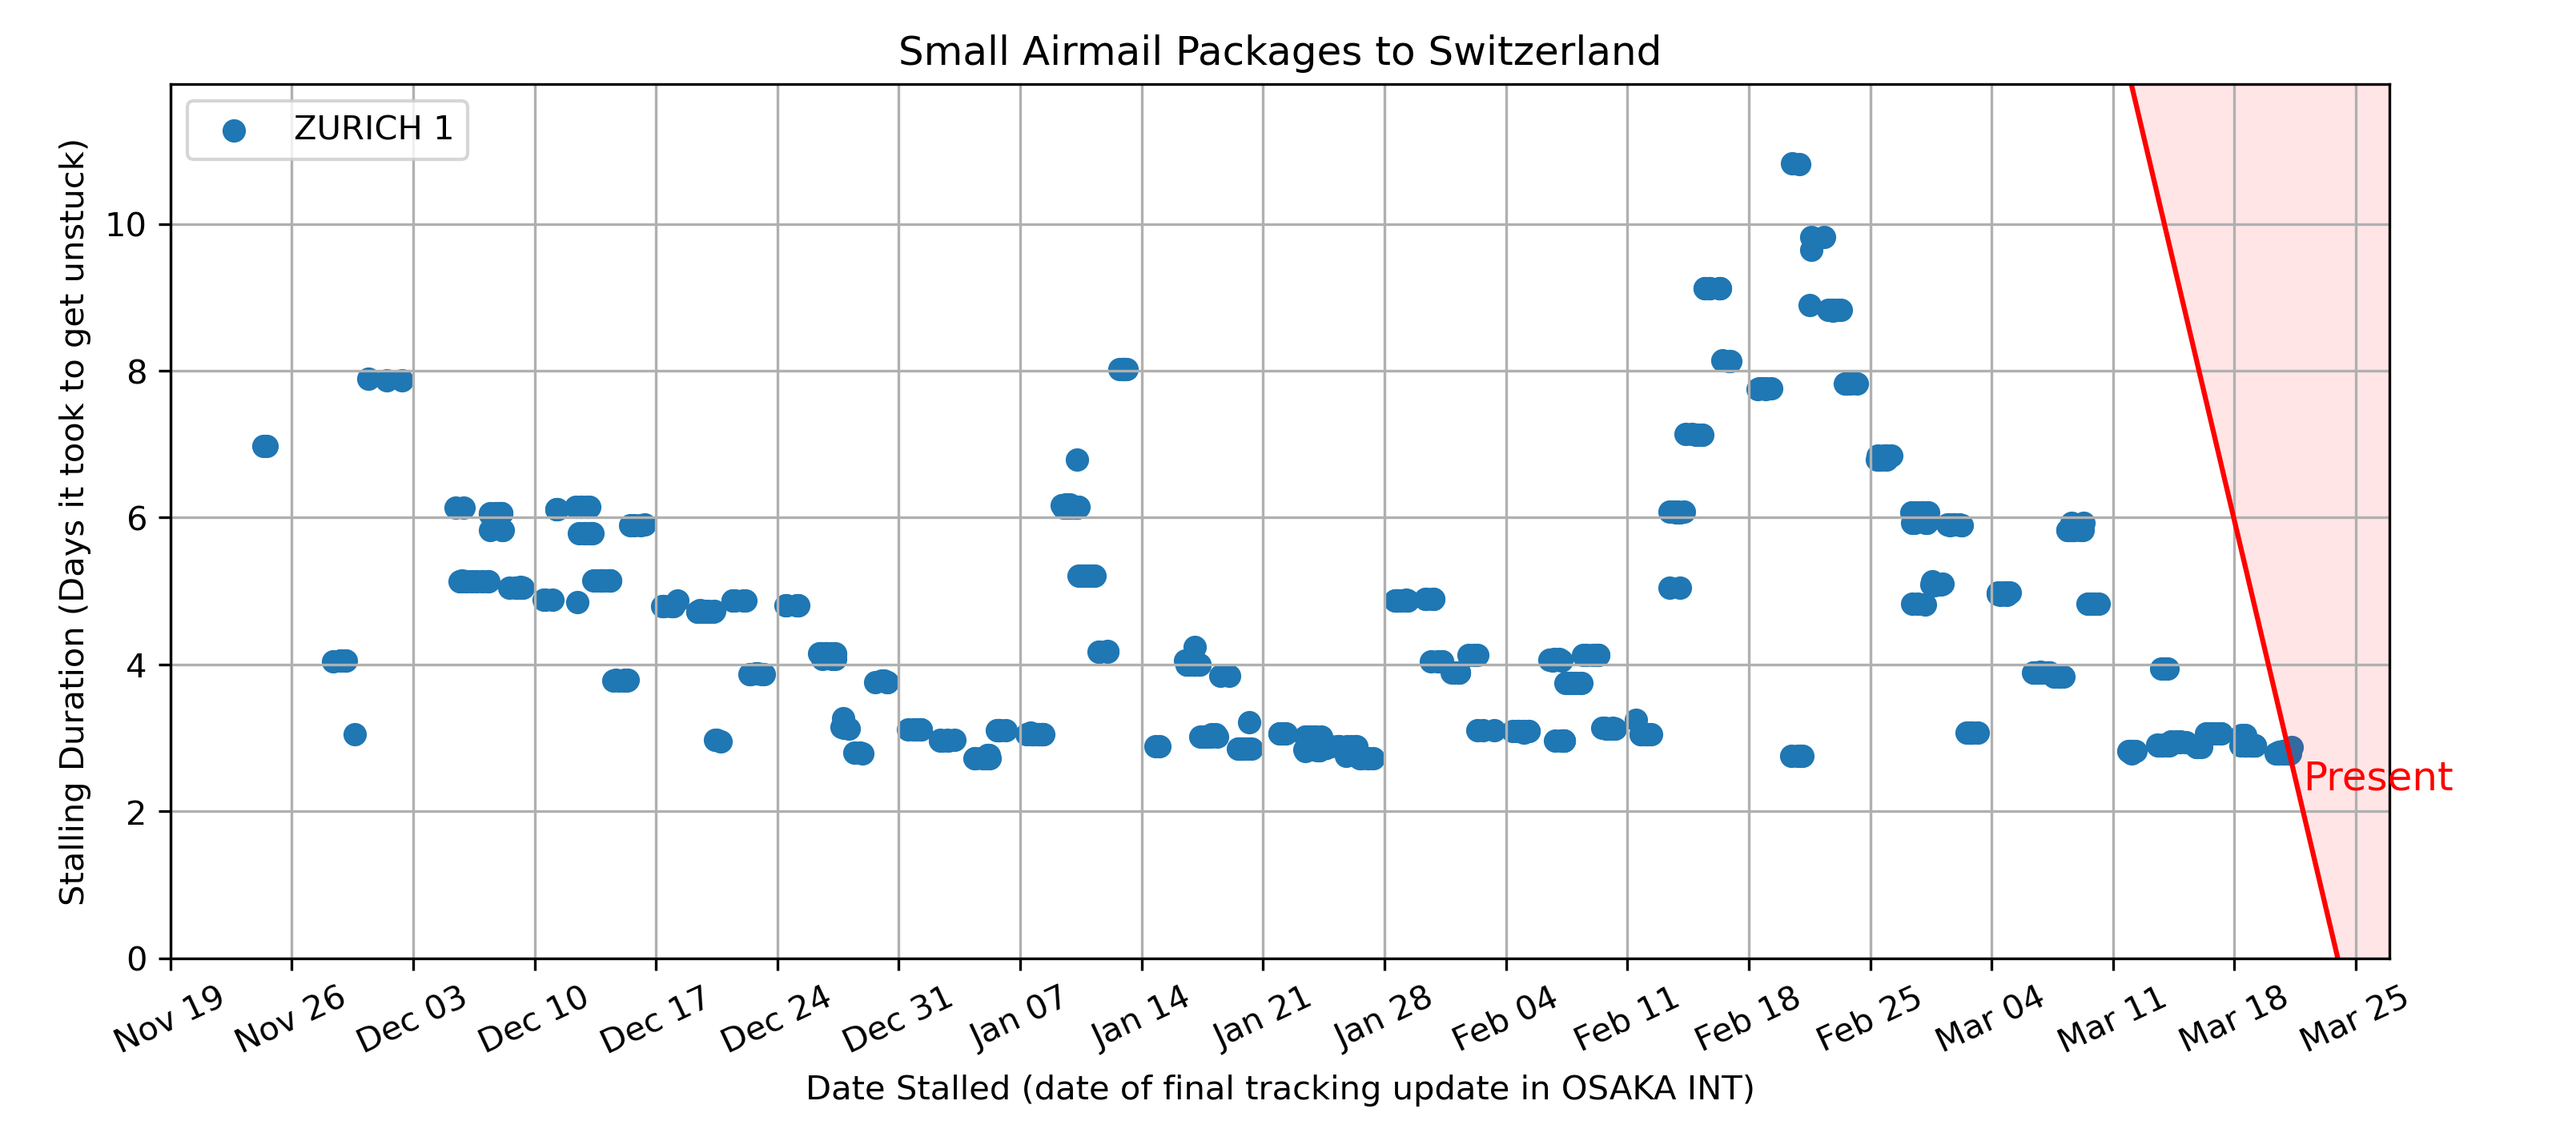 Small Airmail Packages to Switzerland
ZURICH 1
Stalling Duration (Days it took to get unstuck)
10
8
6
4
2
0
Present
Nov 19
Nov 26
Dec 03
Dec 10
Dec 17
Dec 24
Dec 31
Jan 07
Jan 14
Jan 21
Jan 28
Feb 04
Feb 11
Feb 18
Feb 25
Mar 04
Mar 11
Mar 18
Mar 25
Date Stalled (date of final tracking update in OSAKA INT)